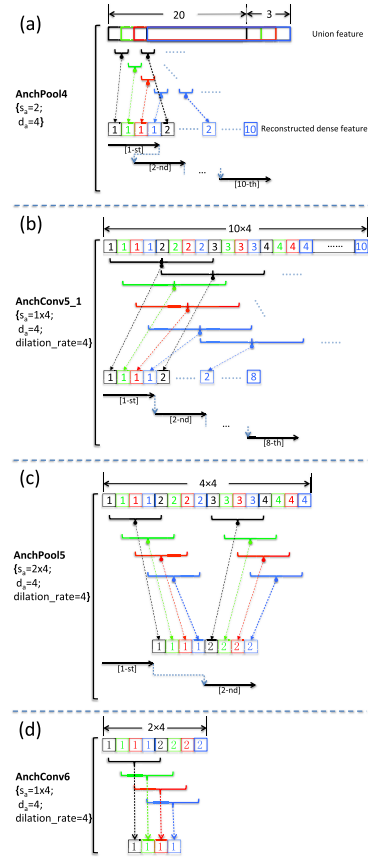 (a)
20
3
Union feature
AnchPool4
{sa=2;
da=4}
1 1 1 1 2 ...... 2 ...... 10
Reconstructed dense feature
[1-st]
[2-nd]
...
[10-th]
(b)
10×4
1 1 1 1 2 2 2 2 3 3 3 3 4 4 4 4 ...... 10
AnchConv5_1
{sa=1x4;
da=4;
dilation_rate=4}
1 1 1 1 2 ...... 2 ...... 8
[1-st]
[2-nd]
...
[8-th]
(c)
4×4
1 1 1 1 2 2 2 2 3 3 3 3 4 4 4 4
AnchPool5
{sa=2x4;
da=4;
dilation_rate=4}
1 1 1 1 2 2 2 2
[1-st]
[2-nd]
(d)
2×4
1 1 1 1 2 2 2 2
AnchConv6
{sa=1x4;
da=4;
dilation_rate=4}
1 1 1 1